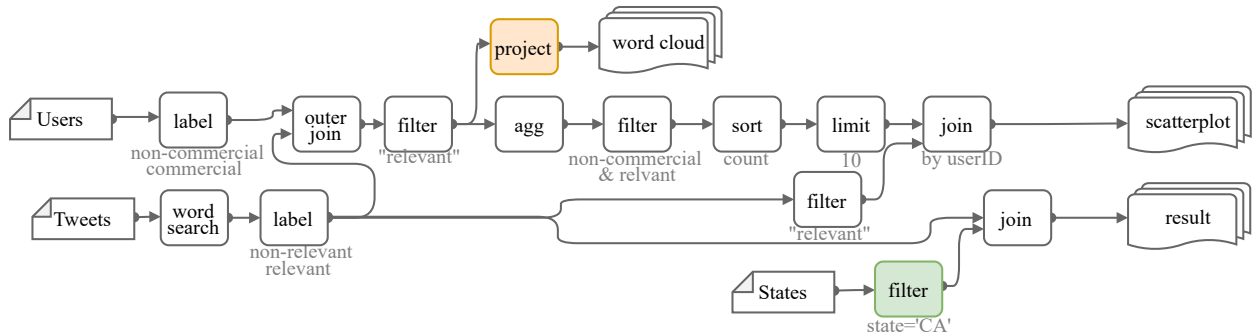 project
word cloud
Users
label
non-commercial
commercial
outer
join
filter
"relevant"
agg
filter
non-commercial
& relvant
sort
count
limit
10
join
by userID
scatterplot
Tweets
word
search
label
non-relevant
relevant
filter
"relevant"
join
result
States
filter
state='CA'